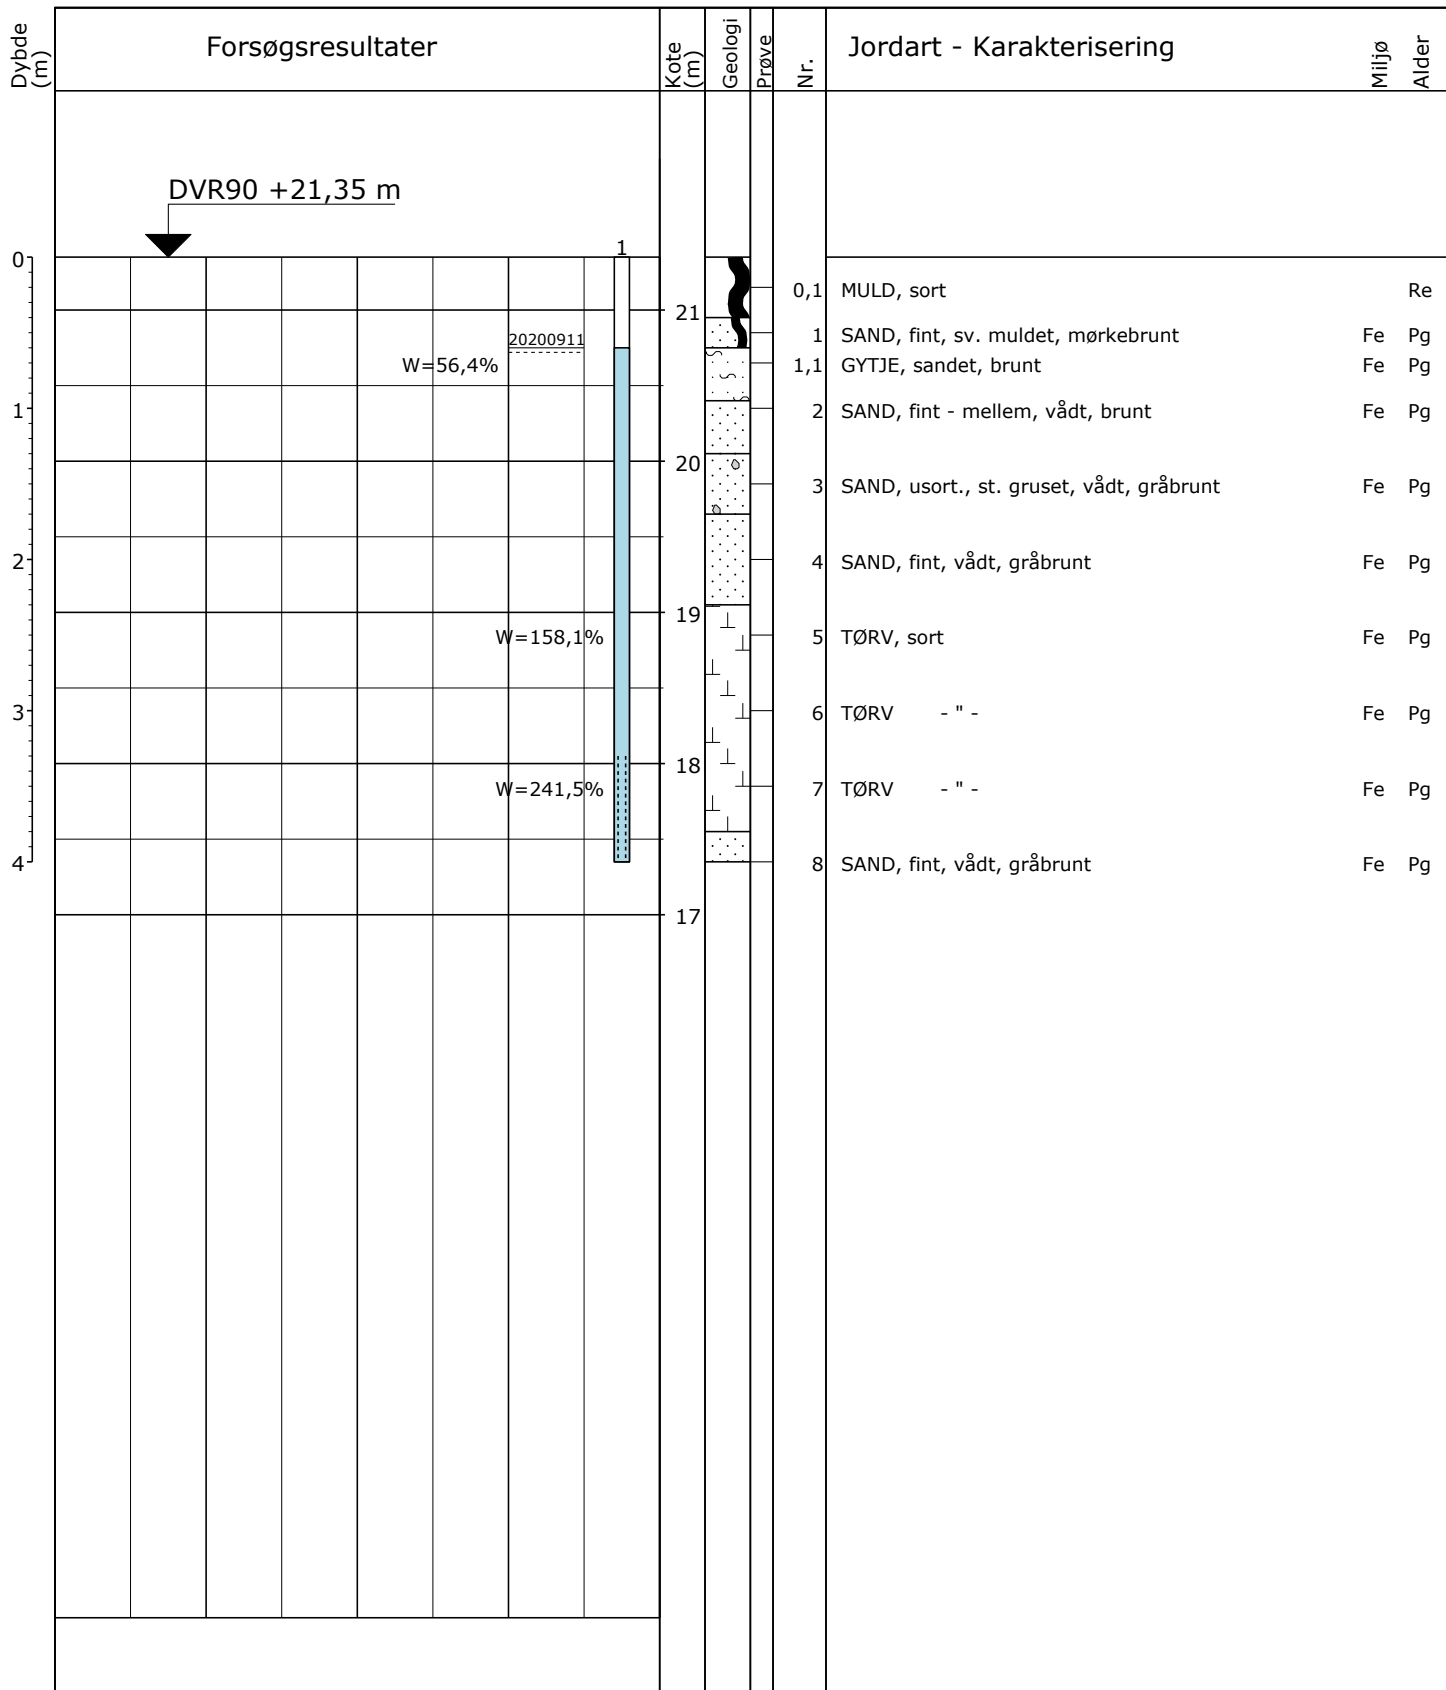 Dybde (m)
Forsøgsresultater
Kote (m)
Geologi
Prøve
Nr.
Jordart - Karakterisering
Miljø
Alder
DVR90 +21,35 m
1
0
0,1 MULD, sort Re
21
1 SAND, fint, sv. muldet, mørkebrunt Fe Pg
20200911
W=56,4%
1,1 GYTJE, sandet, brunt Fe Pg
1
2 SAND, fint - mellem, vådt, brunt Fe Pg
20
3 SAND, usort., st. gruset, vådt, gråbrunt Fe Pg
2
4 SAND, fint, vådt, gråbrunt Fe Pg
19
W=158,1%
5 TØRV, sort Fe Pg
3
6 TØRV - " - Fe Pg
18
W=241,5%
7 TØRV - " - Fe Pg
4
8 SAND, fint, vådt, gråbrunt Fe Pg
17